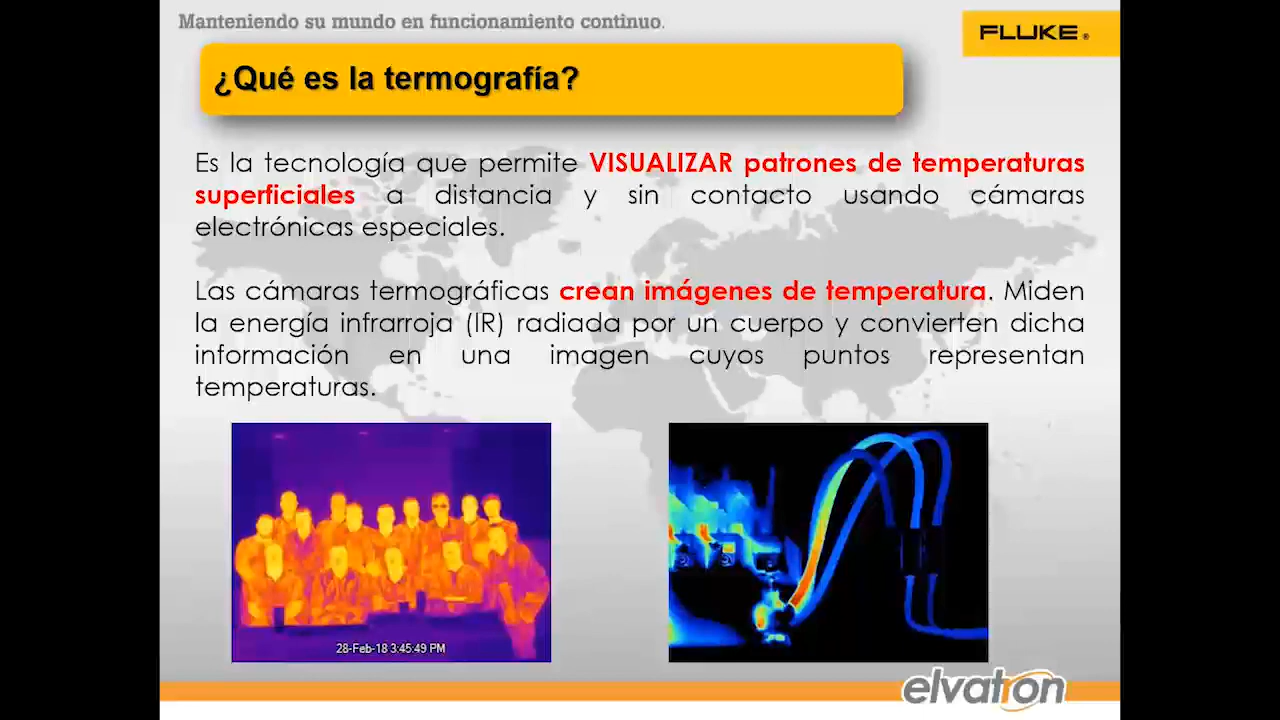 Manteniendo su mundo en funcionamiento continuo.
FLUKE®
¿Qué es la termografía?
Es la tecnología que permite VISUALIZAR patrones de temperaturas
superficiales a distancia y sin contacto usando cámaras
electrónicas especiales.
Las cámaras termográficas crean imágenes de temperatura. Miden
la energía infrarroja (IR) radiada por un cuerpo y convierten dicha
información en una imagen cuyos puntos representan
temperaturas.
28-Feb-18 3:45:49 PM
elvatron